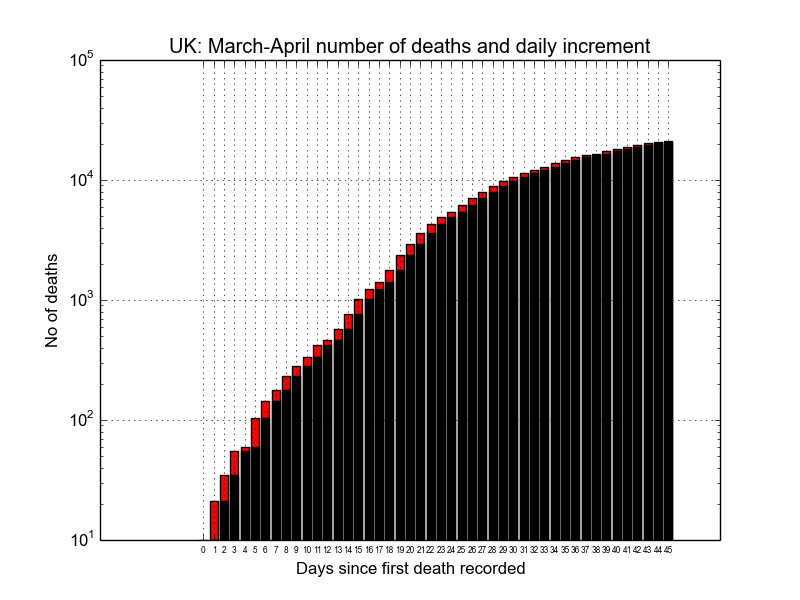 UK: March-April number of deaths and daily increment
10^5
10^4
10^3
10^2
10^1
No of deaths
0 1 2 3 4 5 6 7 8 9 10 11 12 13 14 15 16 17 18 19 20 21 22 23 24 25 26 27 28 29 30 31 32 33 34 35 36 37 38 39 40 41 42 43 44 45
Days since first death recorded